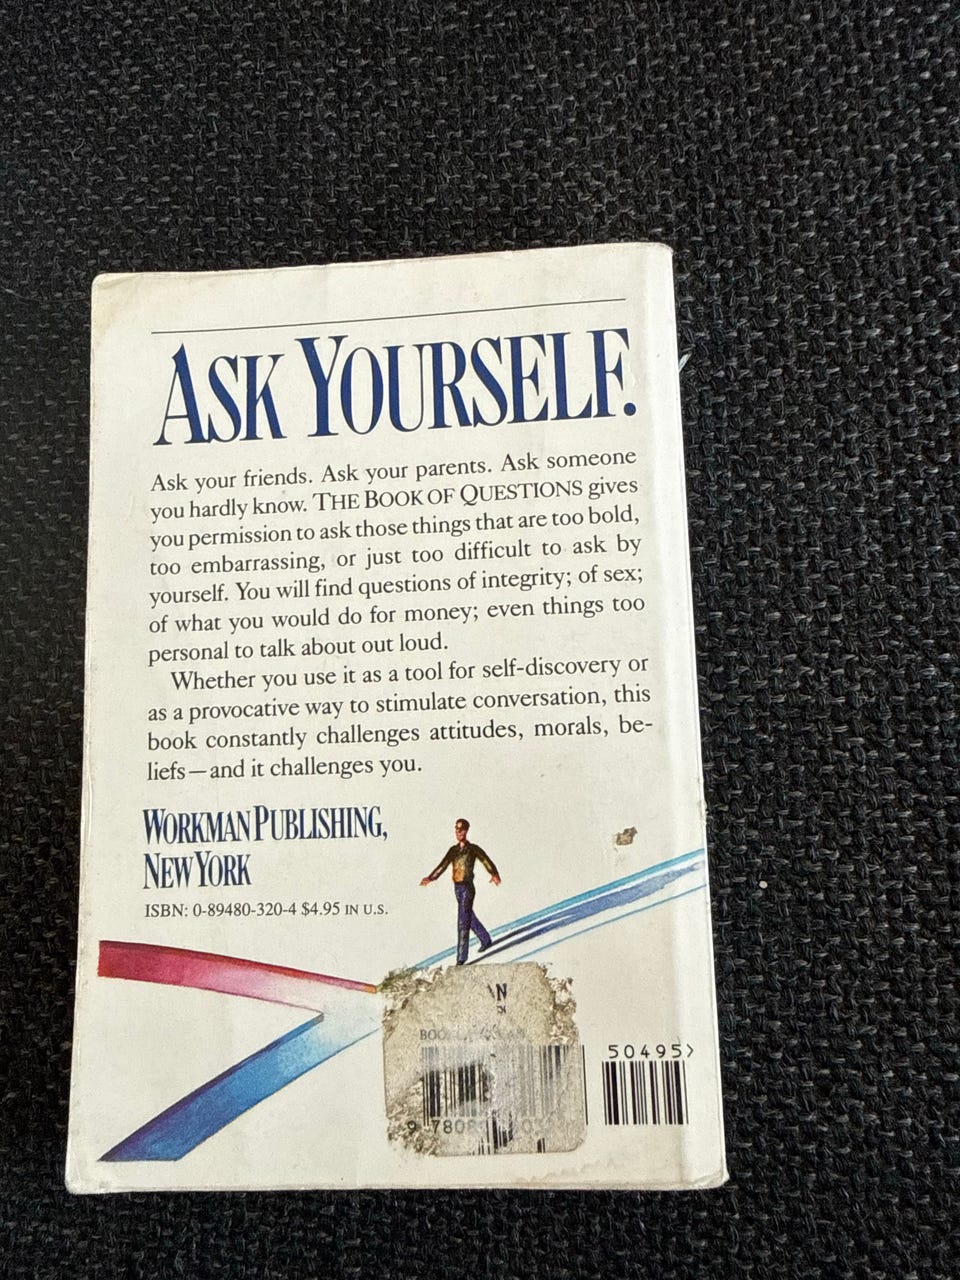 ASK YOURSELF.
Ask your friends. Ask your parents. Ask someone
you hardly know. THE BOOK OF QUESTIONS gives
you permission to ask those things that are too bold,
too embarrassing, or just too difficult to ask by
yourself. You will find questions of integrity; of sex;
of what you would do for money; even things too
personal to talk about out loud.
Whether you use it as a tool for self-discovery or
as a provocative way to stimulate conversation, this
book constantly challenges attitudes, morals, be-
liefs—and it challenges you.
WORKMAN PUBLISHING,
NEW YORK
ISBN: 0-89480-320-4 $4.95 IN U.S.
50495>